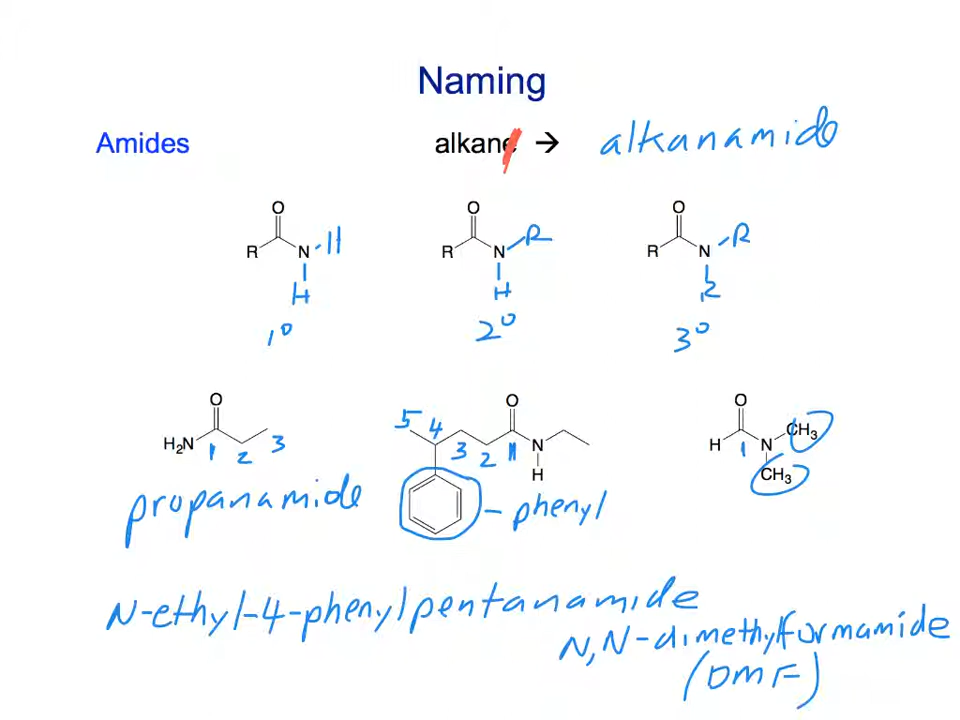 Naming
Amides alkane → alkanamide
O O O
R N H R N R R N R
H H R
1° 2° 3°
O O O
H₂N 1 2 3 5 4 3 2 1 N H 1 N CH₃
H CH₃
propanamide - phenyl
N-ethyl-4-phenylpentanamide
N,N-dimethylformamide
(DMF)